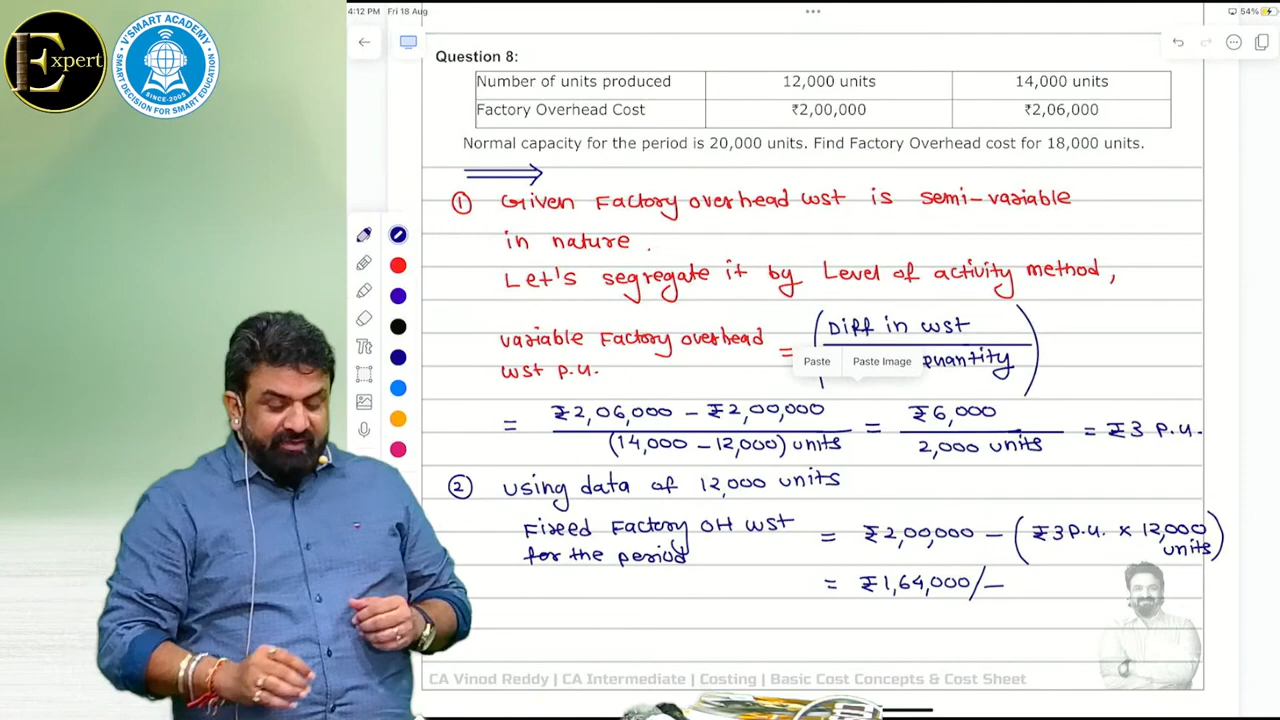 4:12 PM Fri 18 Aug
54%
Expert
V'SMART ACADEMY
SINCE-2005
SMART DECISION FOR SMART EDUCATION
Question 8:
Number of units produced 12,000 units 14,000 units
Factory Overhead Cost ₹2,00,000 ₹2,06,000
Normal capacity for the period is 20,000 units. Find Factory Overhead cost for 18,000 units.
① Given Factory overhead cost is semi-variable
in nature.
Let's segregate it by Level of activity method,
variable Factory overhead
cost p.u. = (Diff in cost
quantity)
Paste Paste Image
= ₹2,06,000 - ₹2,00,000 = ₹6,000 = ₹3 p.u.
(14,000 - 12,000) units 2,000 units
② using data of 12,000 units
Fixed Factory OH cost = ₹2,00,000 - (₹3 p.u. × 12,000
for the period units)
= ₹1,64,000/-
Tt
CA Vinod Reddy | CA Intermediate | Costing | Basic Cost Concepts & Cost Sheet